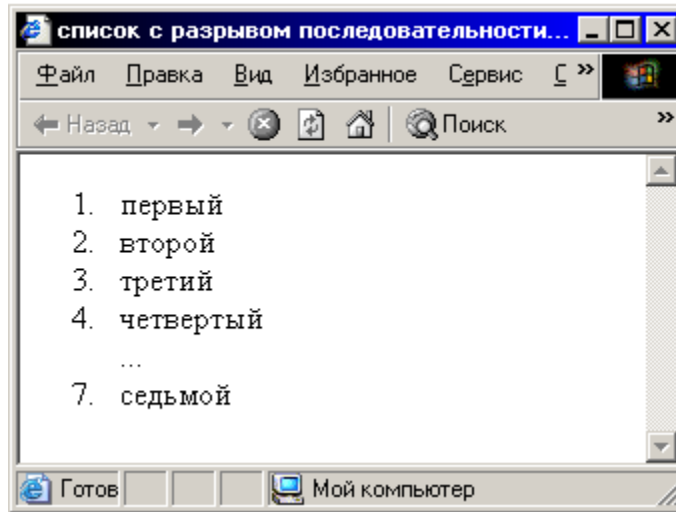 список с разрывом последовательности...
Файл Правка Вид Избранное Сервис С »
Назад Поиск »
1. первый
2. второй
3. третий
4. четвертый
...
7. седьмой
Готов Мой компьютер